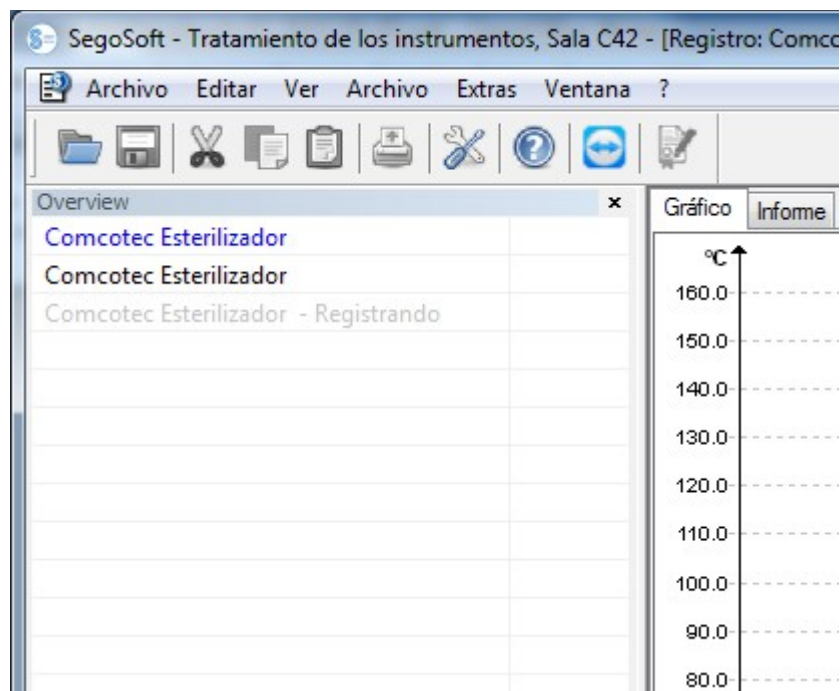 SegoSoft - Tratamiento de los instrumentos, Sala C42 - [Registro: Comco
Archivo Editar Ver Archivo Extras Ventana ?
Overview x
Comcotec Esterilizador
Comcotec Esterilizador
Comcotec Esterilizador - Registrando
Gráfico Informe
ºC
160.0
150.0
140.0
130.0
120.0
110.0
100.0
90.0
80.0